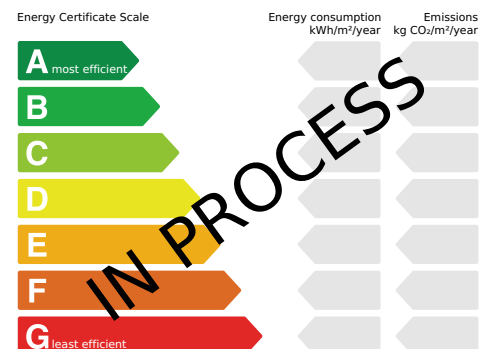 Energy Certificate Scale
Energy consumption
kWh/m²/year
Emissions
kg CO₂/m²/year
A most efficient
B
C
D
E
F
G least efficient
IN PROCESS